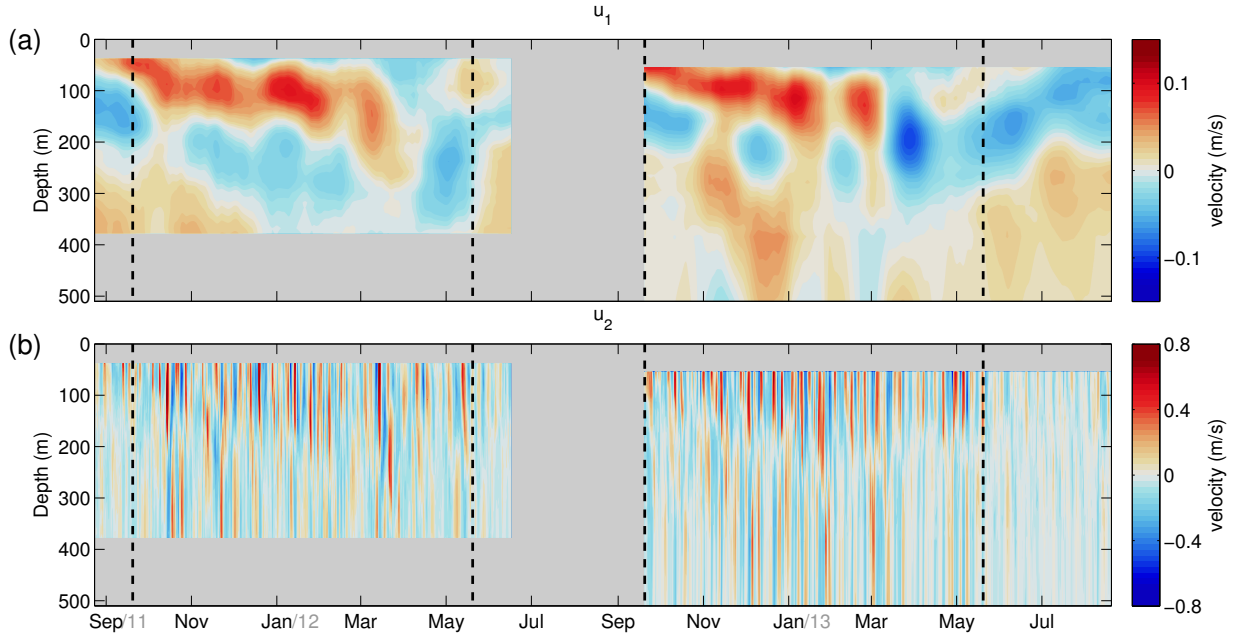 u1
(a)
0
100
200
300
400
500
Depth (m)
0.1
0
−0.1
velocity (m/s)
u2
(b)
0
100
200
300
400
500
Depth (m)
0.8
0.4
0
−0.4
−0.8
velocity (m/s)
Sep/11 Nov Jan/12 Mar May Jul Nov Jan/13 Mar May Jul